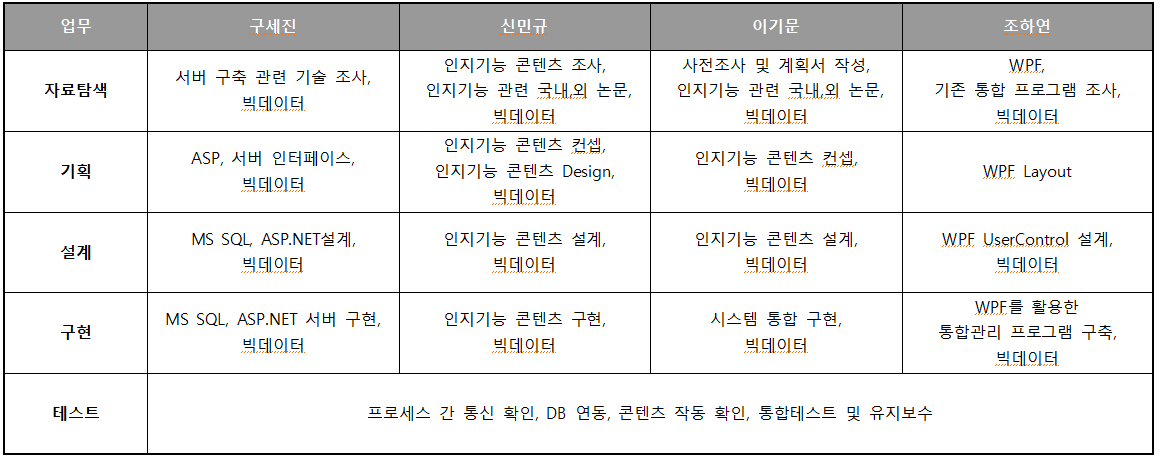 업무 구세진 신민규 이기문 조하연
자료탐색
서버 구축 관련 기술 조사,
빅데이터
인지기능 콘텐츠 조사,
인지기능 관련 국내,외 논문,
빅데이터
사전조사 및 계획서 작성,
인지기능 관련 국내,외 논문,
빅데이터
WPF,
기존 통합 프로그램 조사,
빅데이터
기획
ASP, 서버 인터페이스,
빅데이터
인지기능 콘텐츠 컨셉,
인지기능 콘텐츠 Design,
빅데이터
인지기능 콘텐츠 컨셉,
빅데이터
WPF Layout
설계
MS SQL, ASP.NET설계,
빅데이터
인지기능 콘텐츠 설계,
빅데이터
인지기능 콘텐츠 설계,
빅데이터
WPF UserControl 설계,
빅데이터
구현
MS SQL, ASP.NET 서버 구현,
빅데이터
인지기능 콘텐츠 구현,
빅데이터
시스템 통합 구현,
빅데이터
WPF를 활용한
통합관리 프로그램 구축,
빅데이터
테스트
프로세스 간 통신 확인, DB 연동, 콘텐츠 작동 확인, 통합테스트 및 유지보수